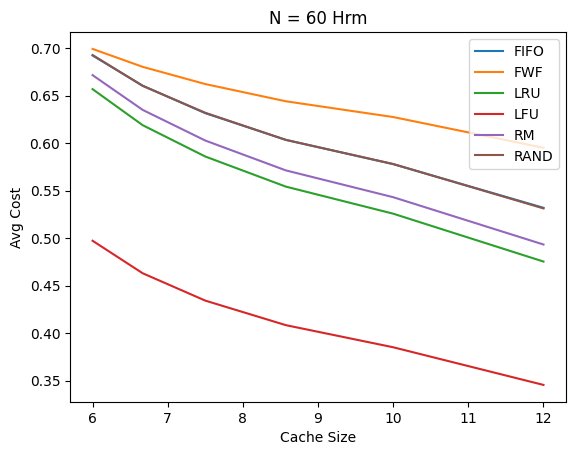 N = 60 Hrm
FIFO
FWF
LRU
LFU
RM
RAND
0.70
0.65
0.60
0.55
0.50
0.45
0.40
0.35
Avg Cost
6 7 8 9 10 11 12
Cache Size